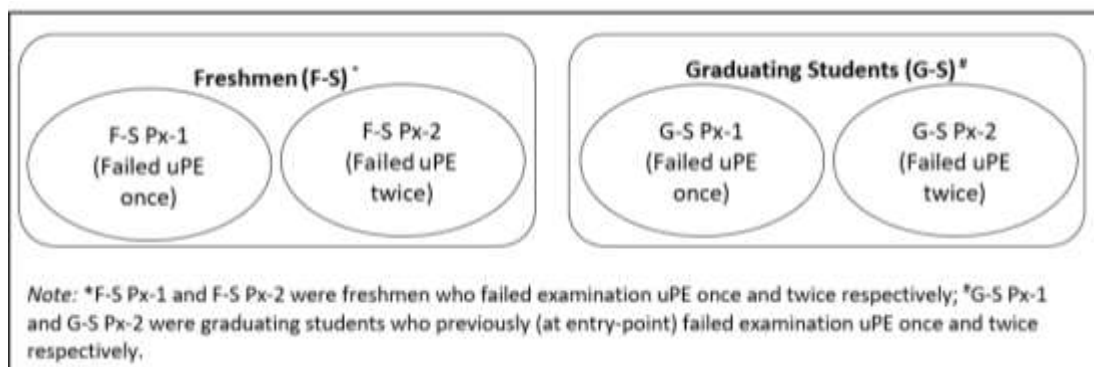 Freshmen (F-S) *
Graduating Students (G-S)#
F-S Px-1
(Failed uPE
once)
F-S Px-2
(Failed uPE
twice)
G-S Px-1
(Failed uPE
once)
G-S Px-2
(Failed uPE
twice)
Note: *F-S Px-1 and F-S Px-2 were freshmen who failed examination uPE once and twice respectively; #G-S Px-1
and G-S Px-2 were graduating students who previously (at entry-point) failed examination uPE once and twice
respectively.